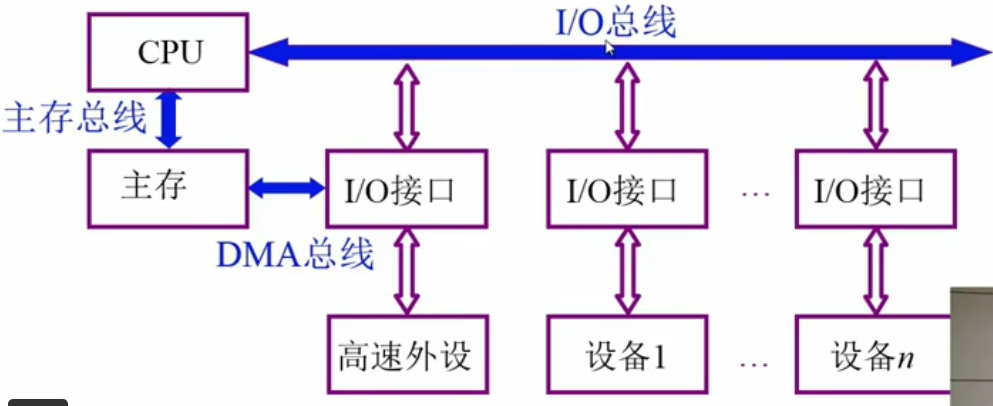 I/O总线
CPU
主存总线
主存
I/O接口
I/O接口
...
I/O接口
DMA总线
高速外设
设备1
...
设备n